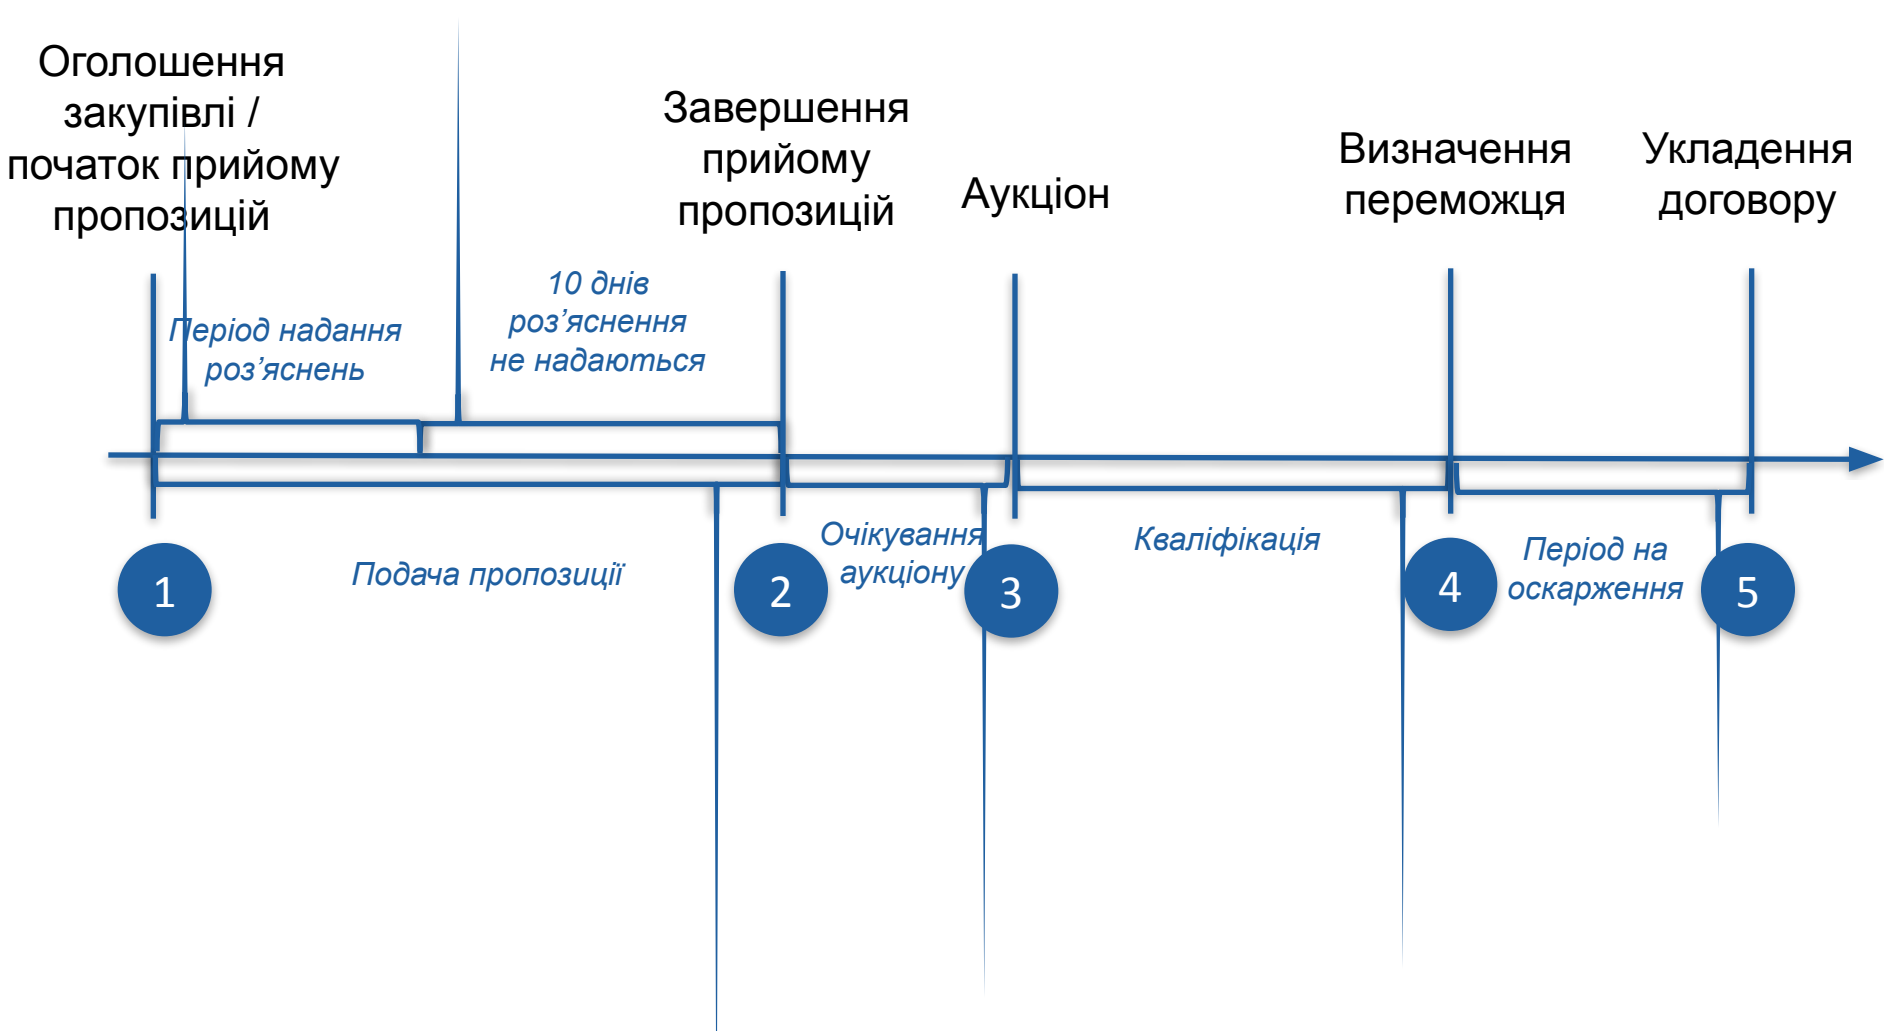 Оголошення
закупівлі /
початок прийому
пропозицій
Завершення
прийому
пропозицій
Аукціон
Визначення
переможця
Укладення
договору
Період надання
роз’яснень
10 днів
роз’яснення
не надаються
Подача пропозиції
Очікування
аукціону
Кваліфікація
Період на
оскарження
1
2
3
4
5